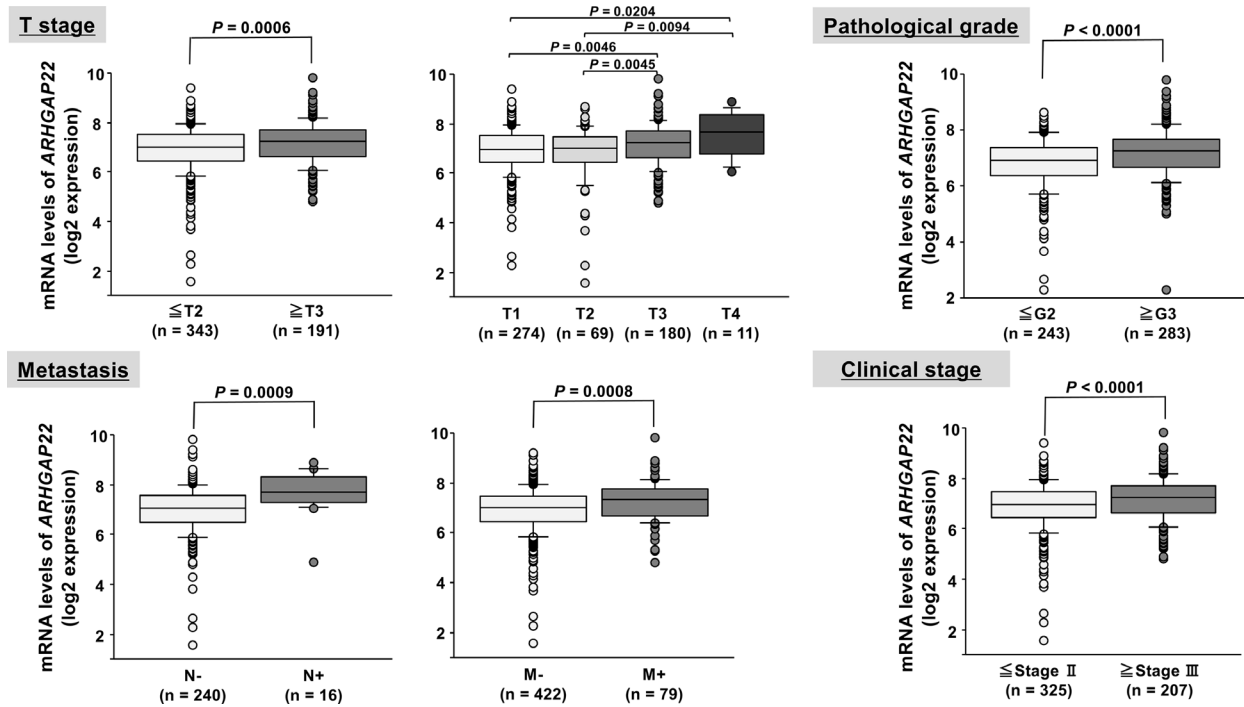 T stage
P = 0.0006
mRNA levels of ARHGAP22
(log2 expression)
10
8
6
4
2
≦T2
(n = 343)
≧T3
(n = 191)
P = 0.0204
P = 0.0094
P = 0.0046
P = 0.0045
10
8
6
4
2
T1
(n = 274)
T2
(n = 69)
T3
(n = 180)
T4
(n = 11)
Pathological grade
P < 0.0001
mRNA levels of ARHGAP22
(log2 expression)
10
8
6
4
2
≦G2
(n = 243)
≧G3
(n = 283)
Metastasis
P = 0.0009
mRNA levels of ARHGAP22
(log2 expression)
10
8
6
4
2
N-
(n = 240)
N+
(n = 16)
P = 0.0008
10
8
6
4
2
M-
(n = 422)
M+
(n = 79)
Clinical stage
P < 0.0001
mRNA levels of ARHGAP22
(log2 expression)
10
8
6
4
2
≦Stage Ⅱ
(n = 325)
≧Stage Ⅲ
(n = 207)